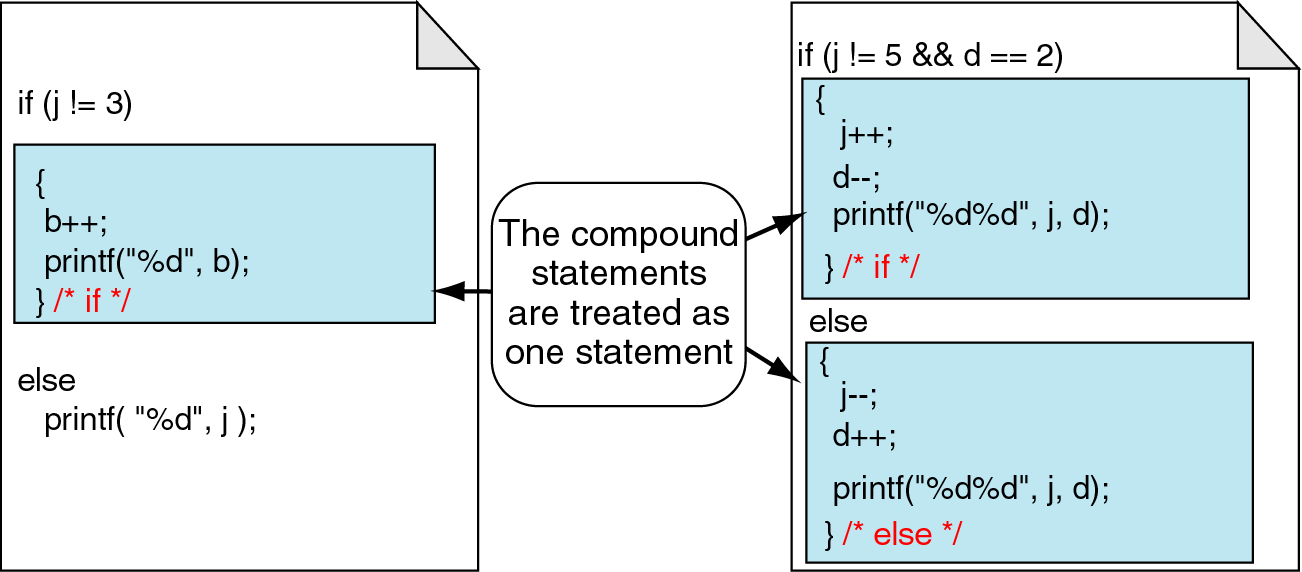 if (j != 3)
{
b++;
printf("%d", b);
} /* if */
else
printf( "%d", j );
The compound
statements
are treated as
one statement
if (j != 5 && d == 2)
{
j++;
d--;
printf("%d%d", j, d);
} /* if */
else
{
j--;
d++;
printf("%d%d", j, d);
} /* else */